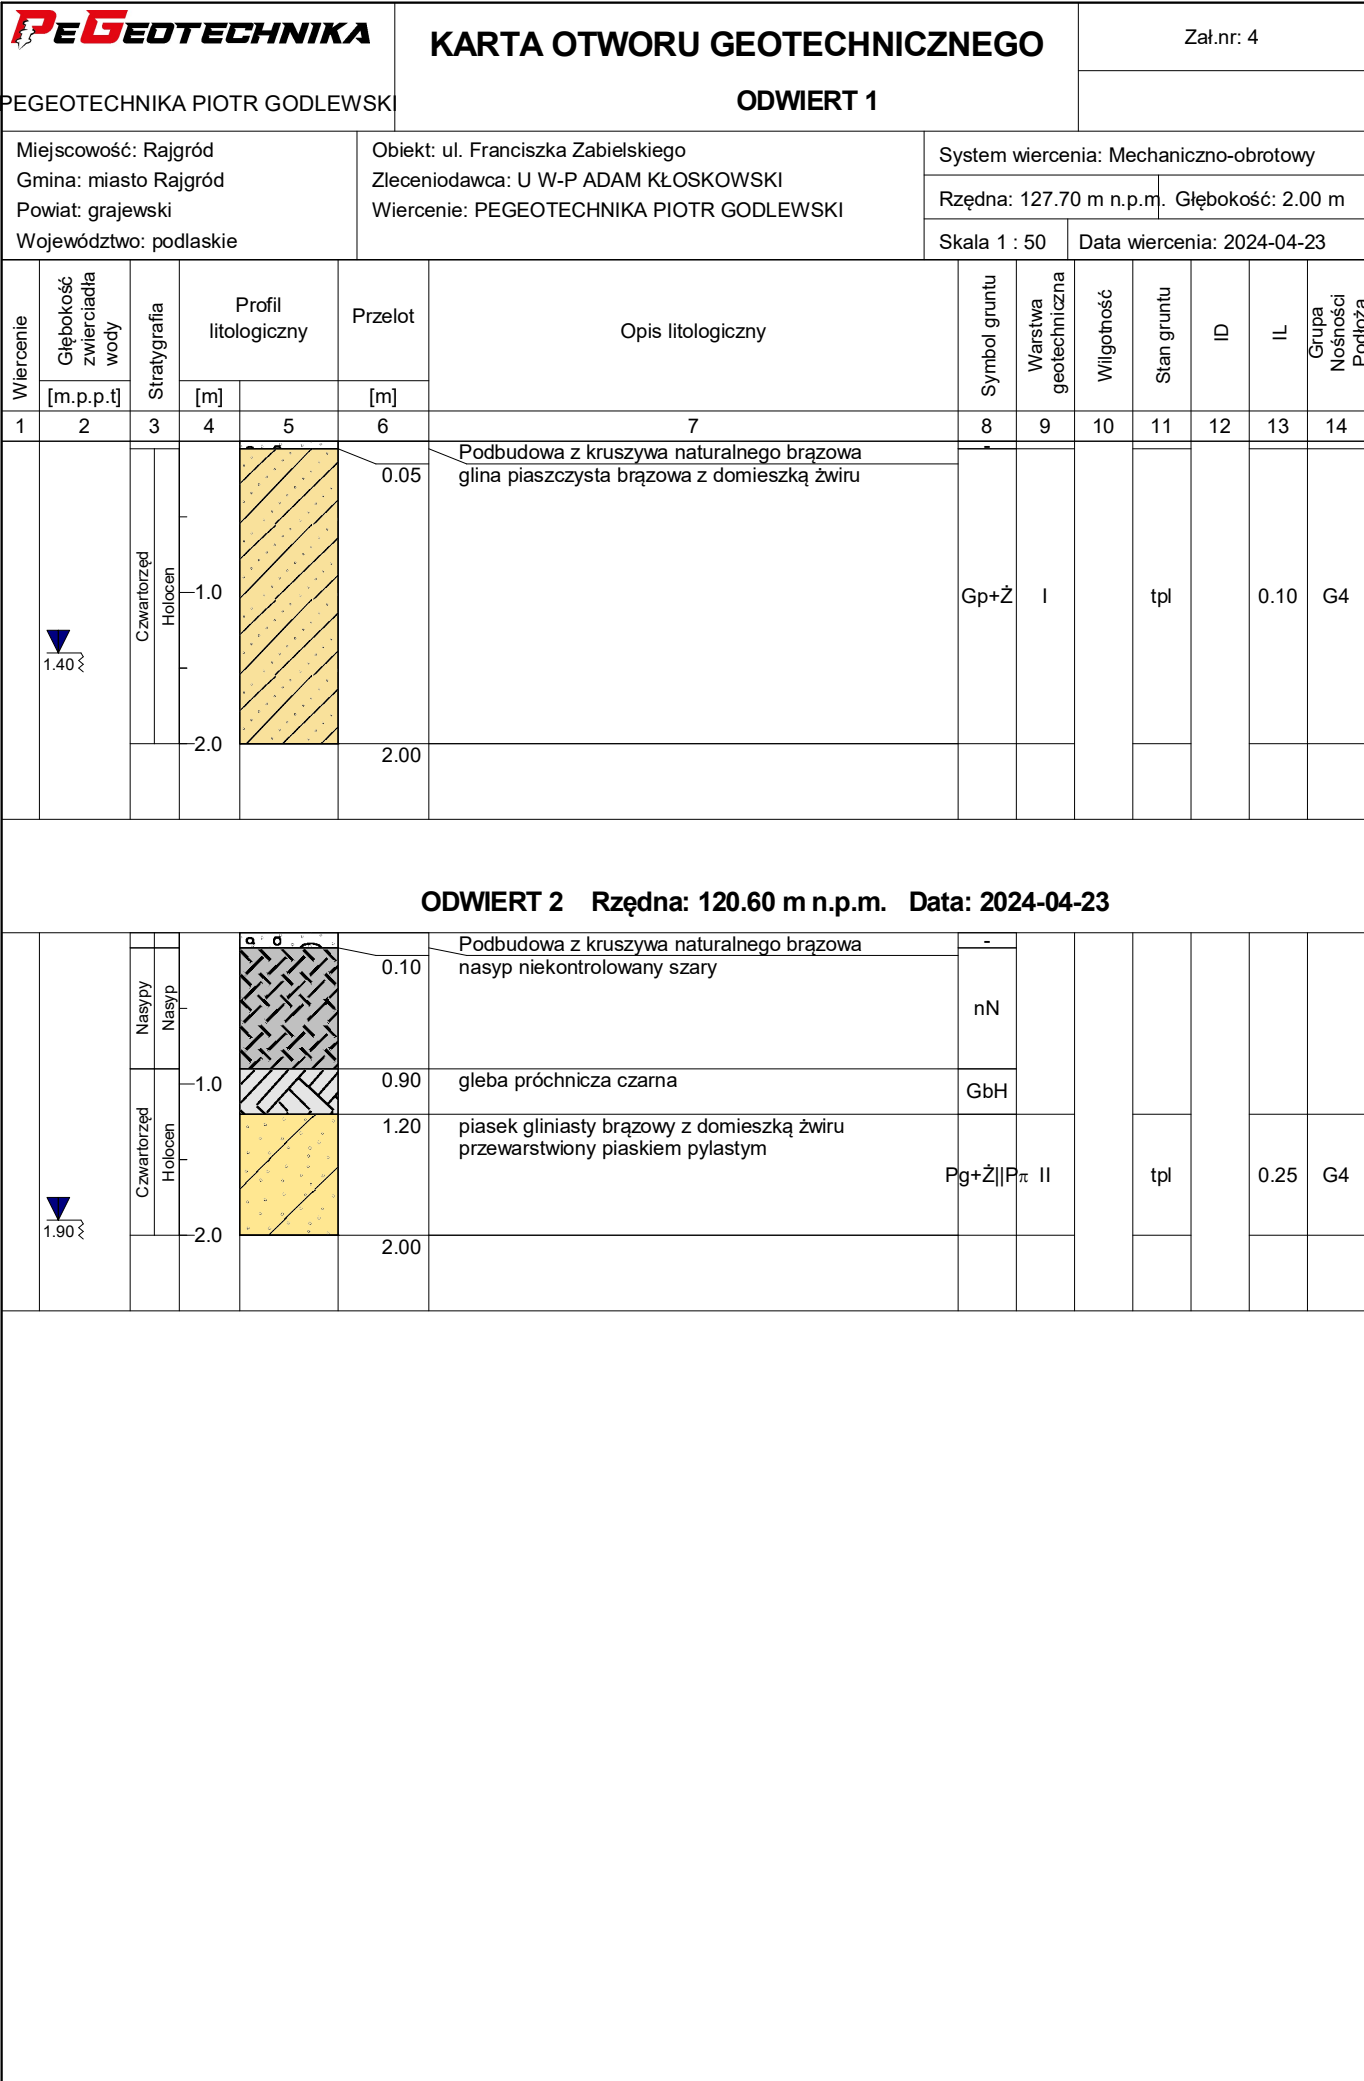 PEGEOTECHNIKA
PEGEOTECHNIKA PIOTR GODLEWSKI
KARTA OTWORU GEOTECHNICZNEGO
ODWIERT 1
Zał.nr: 4
Miejscowość: Rajgród
Gmina: miasto Rajgród
Powiat: grajewski
Województwo: podlaskie
Obiekt: ul. Franciszka Zabielskiego
Zleceniodawca: U W-P ADAM KŁOSKOWSKI
Wiercenie: PEGEOTECHNIKA PIOTR GODLEWSKI
System wiercenia: Mechaniczno-obrotowy
Rzędna: 127.70 m n.p.m. Głębokość: 2.00 m
Skala 1 : 50 Data wiercenia: 2024-04-23
Wiercenie
Głębokość
zwierciadła
wody
[m.p.p.t]
Stratygrafia
Profil
litologiczny
[m]
Przelot
[m]
Opis litologiczny
Symbol gruntu
Warstwa
geotechniczna
Wilgotność
Stan gruntu
ID
IL
Grupa
Nośności
Podłoża
1 2 3 4 5 6 7 8 9 10 11 12 13 14
Podbudowa z kruszywa naturalnego brązowa -
0.05 glina piaszczysta brązowa z domieszką żwiru
Czwartorzęd
Holocen
1.0
Gp+Ż I tpl 0.10 G4
1.40
2.0
2.00
ODWIERT 2 Rzędna: 120.60 m n.p.m. Data: 2024-04-23
Podbudowa z kruszywa naturalnego brązowa -
0.10 nasyp niekontrolowany szary
Nasypy
Nasyp
nN
1.0
0.90 gleba próchnicza czarna
GbH
Czwartorzęd
Holocen
1.20 piasek gliniasty brązowy z domieszką żwiru
przewarstwiony piaskiem pylastym
Pg+Ż||Pπ II tpl 0.25 G4
1.90
2.0
2.00